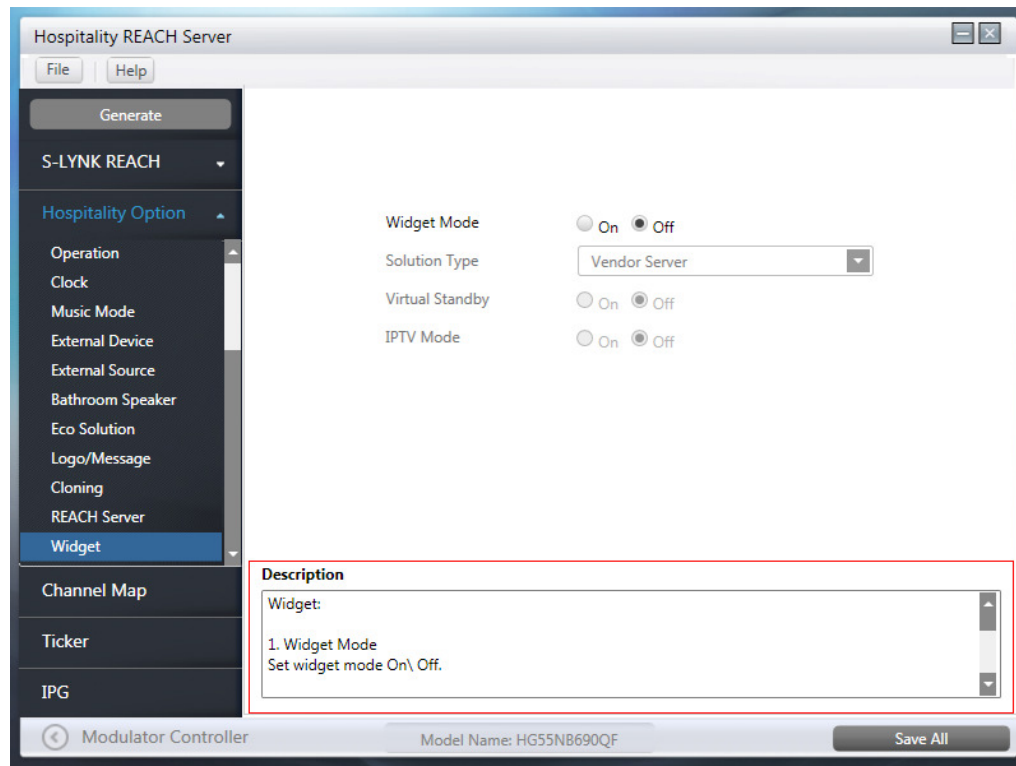 Hospitality REACH Server
File Help
Generate
S-LYNK REACH
Hospitality Option
Operation
Clock
Music Mode
External Device
External Source
Bathroom Speaker
Eco Solution
Logo/Message
Cloning
REACH Server
Widget
Channel Map
Ticker
IPG
Widget Mode On Off
Solution Type Vendor Server
Virtual Standby On Off
IPTV Mode On Off
Description
Widget:
1. Widget Mode
Set widget mode On\ Off.
Modulator Controller Model Name: HG55NB690QF Save All